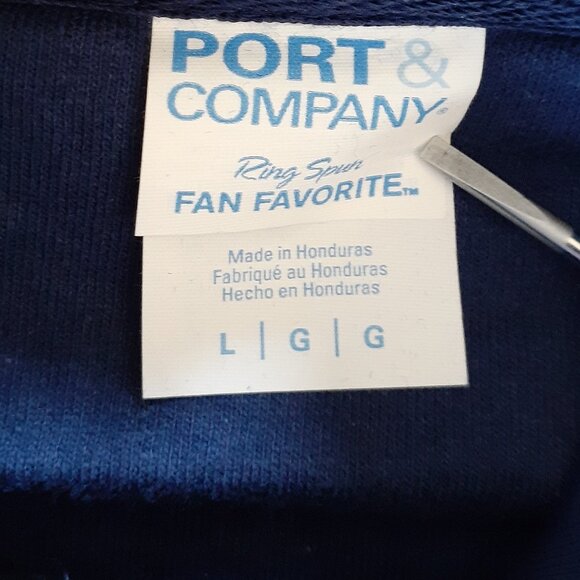 PORT &
COMPANY®
Ring Spun
FAN FAVORITE™
Made in Honduras
Fabriqué au Honduras
Hecho en Honduras
L | G | G